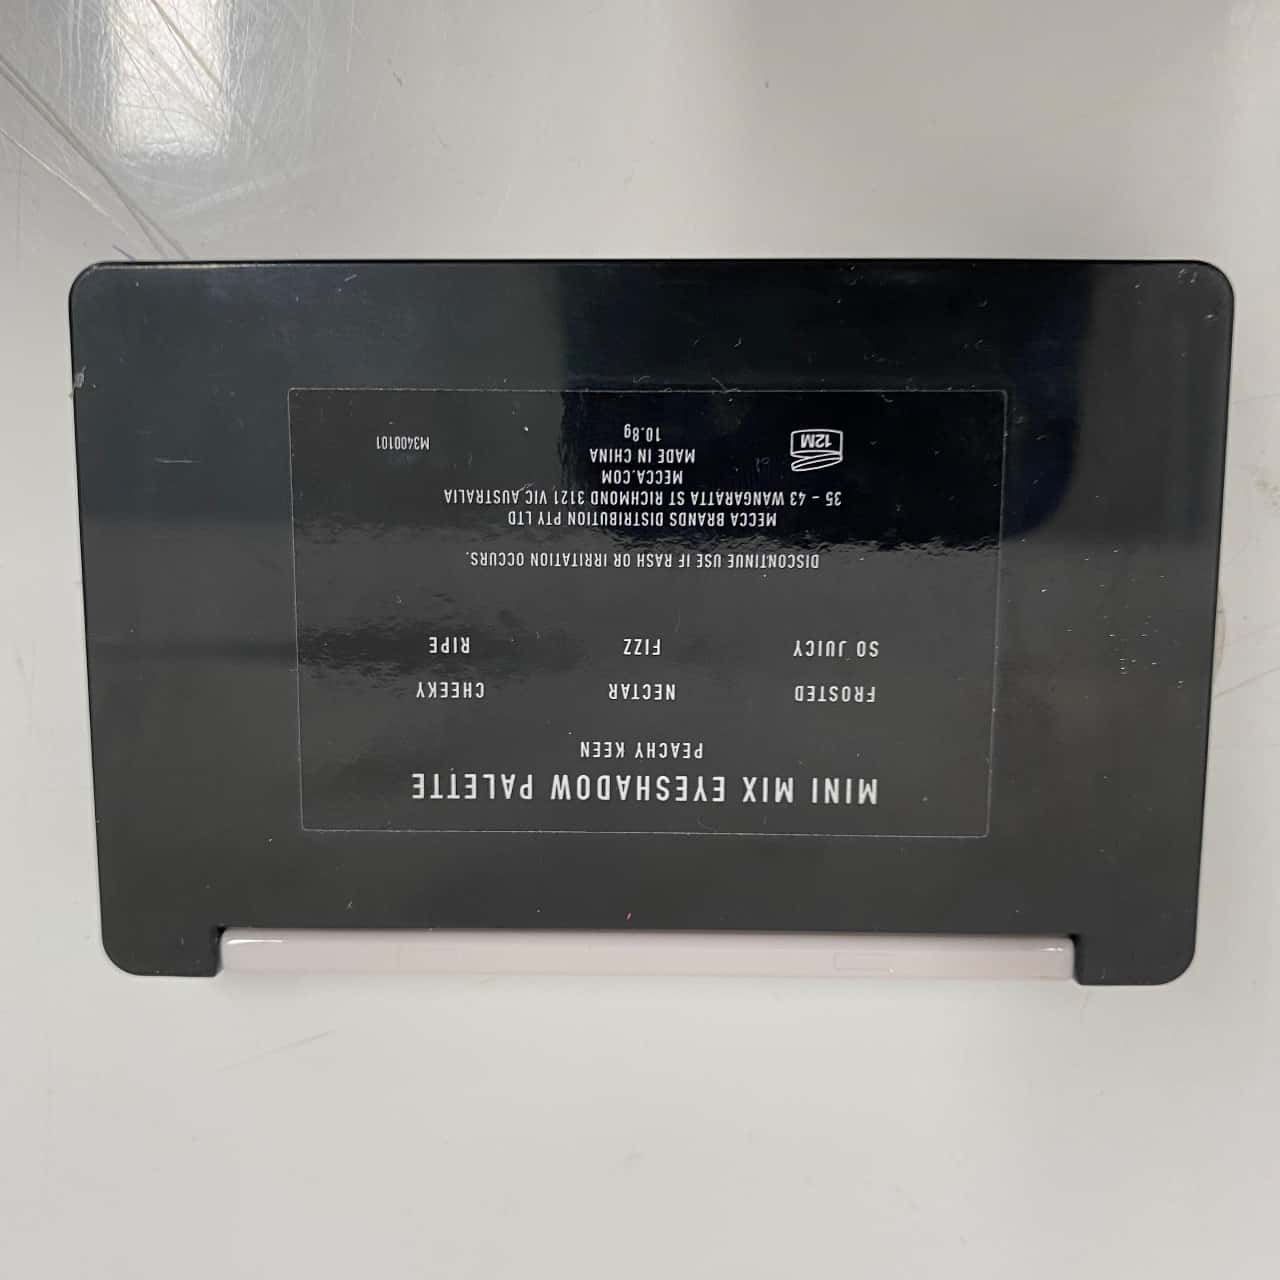 MINI MIX EYESHADOW PALETTE
PEACHY KEEN
FROSTED NECTAR CHEEKY
SO JUICY FIZZ RIPE
DISCONTINUE USE IF RASH OR IRRITATION OCCURS.
MECCA BRANDS DISTRIBUTION PTY LTD
35 - 43 WANGARATTA ST RICHMOND 3121 VIC AUSTRALIA
MECCA.COM
MADE IN CHINA
12M 10.8g M3400101